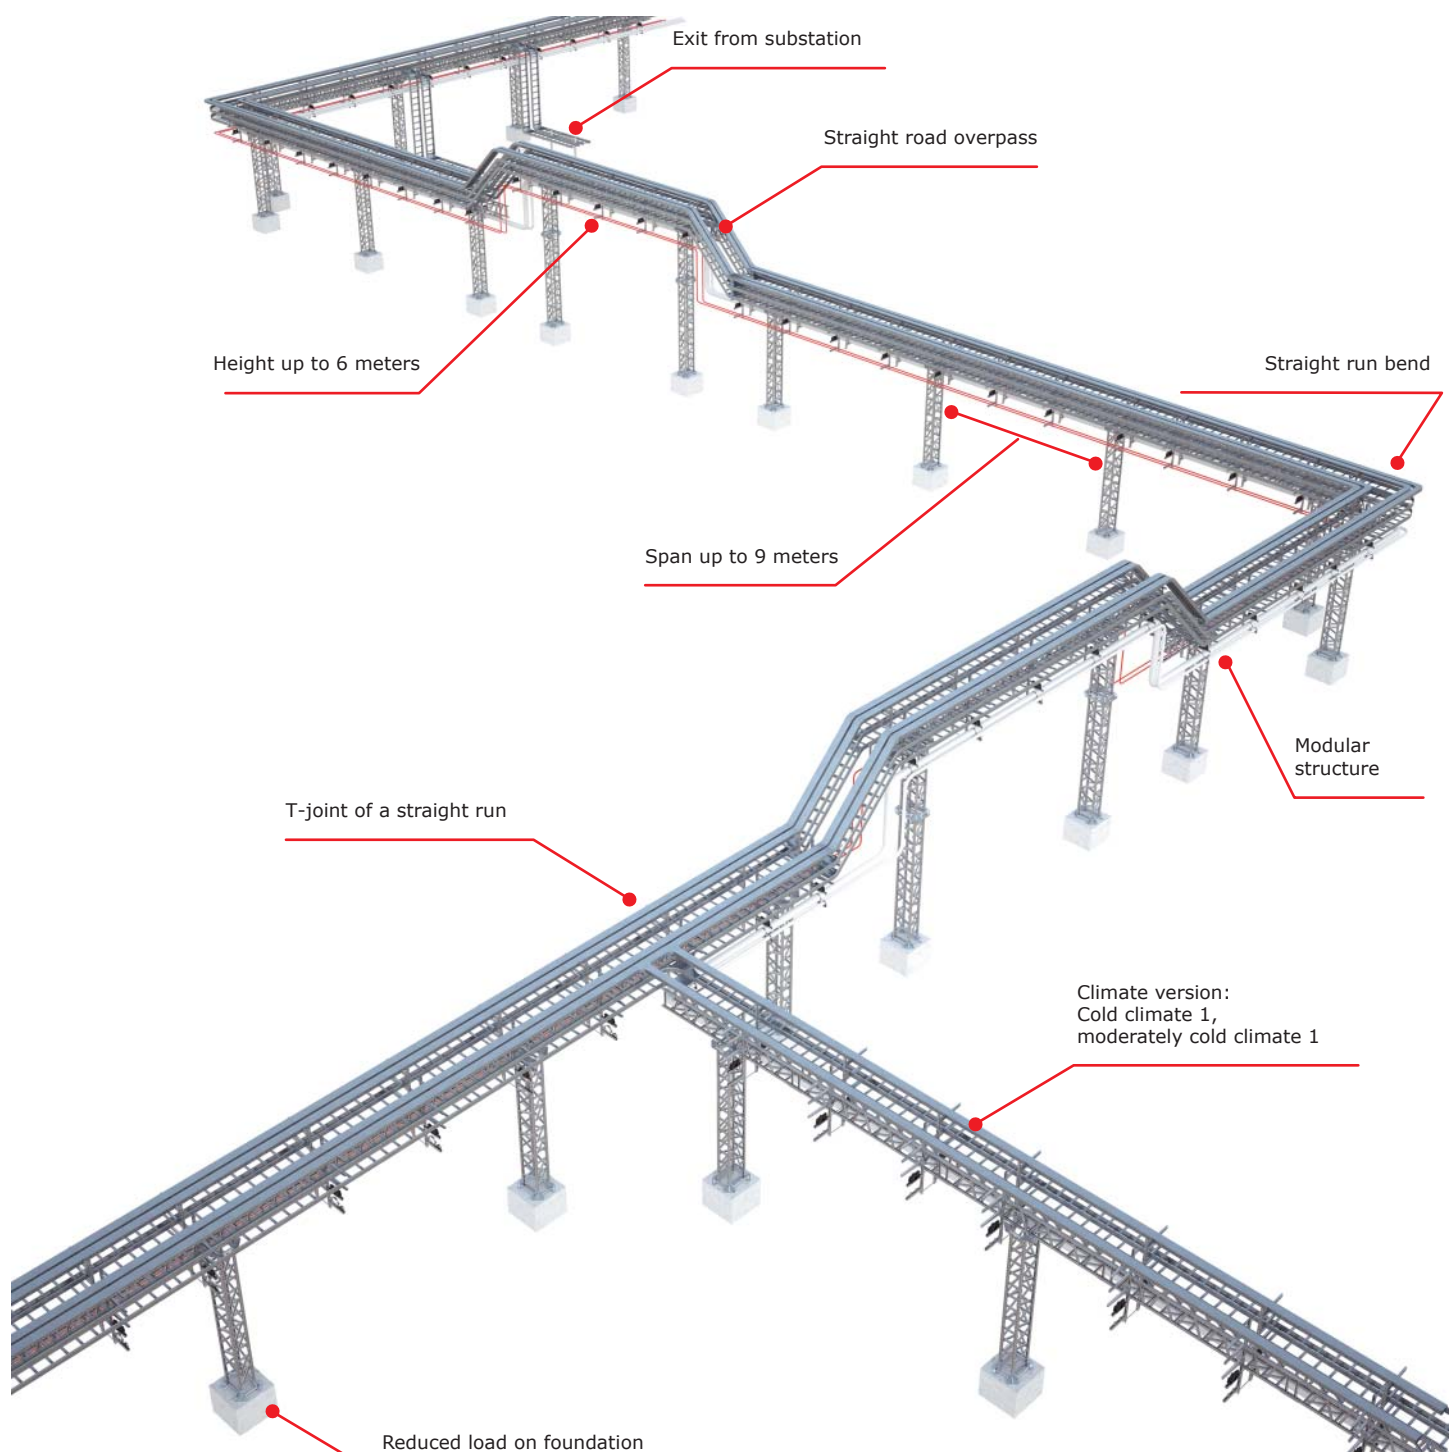 Exit from substation
Straight road overpass
Height up to 6 meters
Straight run bend
Span up to 9 meters
Modular
structure
T-joint of a straight run
Climate version:
Cold climate 1,
moderately cold climate 1
Reduced load on foundation